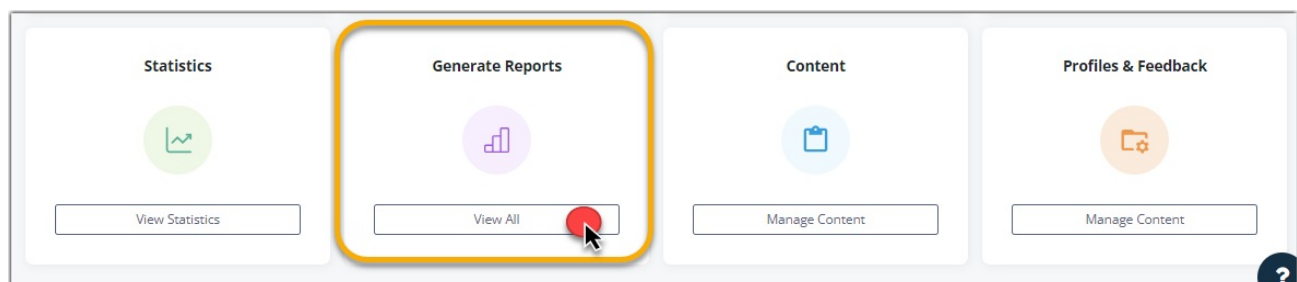 Statistics
Generate Reports
Content
Profiles & Feedback
View Statistics
View All
Manage Content
Manage Content
?